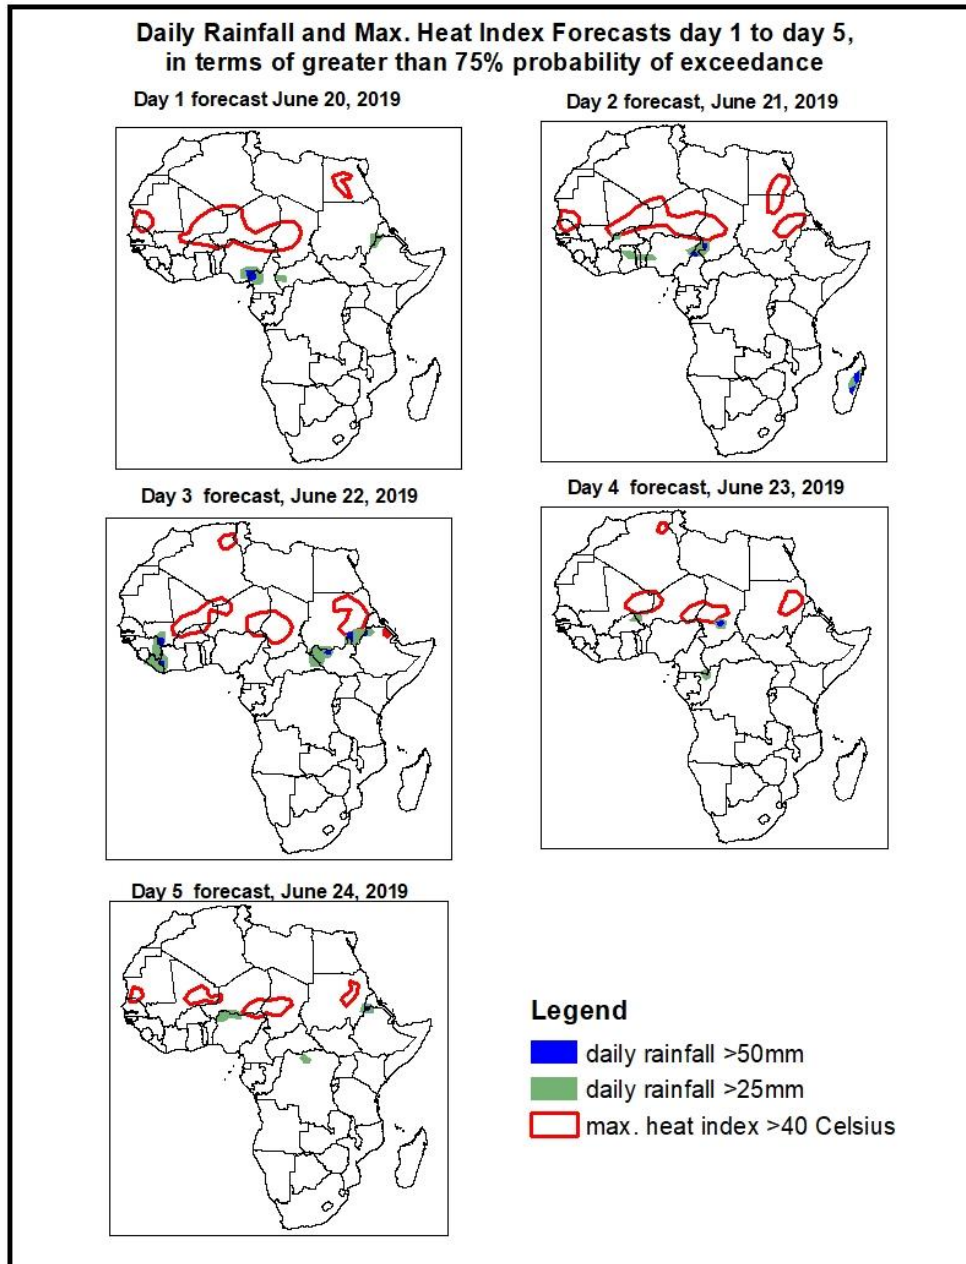 Daily Rainfall and Max. Heat Index Forecasts day 1 to day 5,
in terms of greater than 75% probability of exceedance
Day 1 forecast June 20, 2019
Day 2 forecast, June 21, 2019
Day 3  forecast, June 22, 2019
Day 4  forecast, June 23, 2019
Day 5  forecast, June 24, 2019
Legend
daily rainfall >50mm
daily rainfall >25mm
max. heat index >40 Celsius